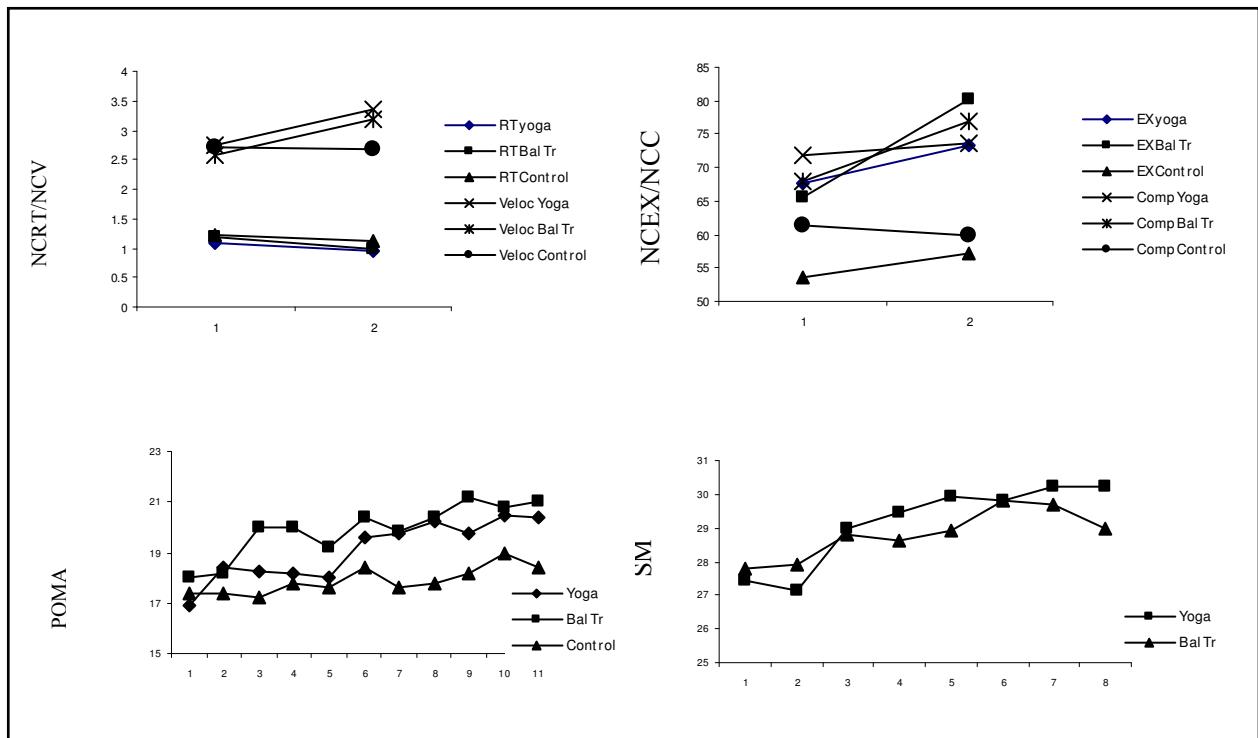 NCRT/NCV
4
3.5
3
2.5
2
1.5
1
0.5
0
1 2
RTyoga
RTBal Tr
RTControl
Veloc Yoga
Veloc Bal Tr
Veloc Control
NCEX/NCC
85
80
75
70
65
60
55
50
1 2
EXyoga
EXBal Tr
EXControl
Comp Yoga
Comp Bal Tr
Comp Control
POMA
23
21
19
17
15
1 2 3 4 5 6 7 8 9 10 11
Yoga
Bal Tr
Control
SM
31
30
29
28
27
26
25
1 2 3 4 5 6 7 8
Yoga
Bal Tr